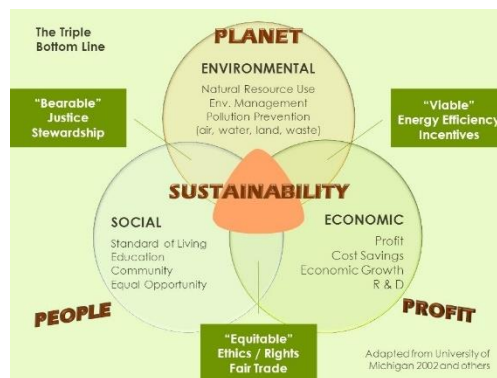 The Triple
Bottom Line
PLANET
ENVIRONMENTAL
Natural Resource Use
Env. Management
Pollution Prevention
(air, water, land, waste)
"Bearable"
Justice
Stewardship
"Viable"
Energy Efficiency
Incentives
SUSTAINABILITY
SOCIAL
Standard of Living
Education
Community
Equal Opportunity
ECONOMIC
Profit
Cost Savings
Economic Growth
R & D
PEOPLE
PROFIT
"Equitable"
Ethics / Rights
Fair Trade
Adapted from University of
Michigan 2002 and others